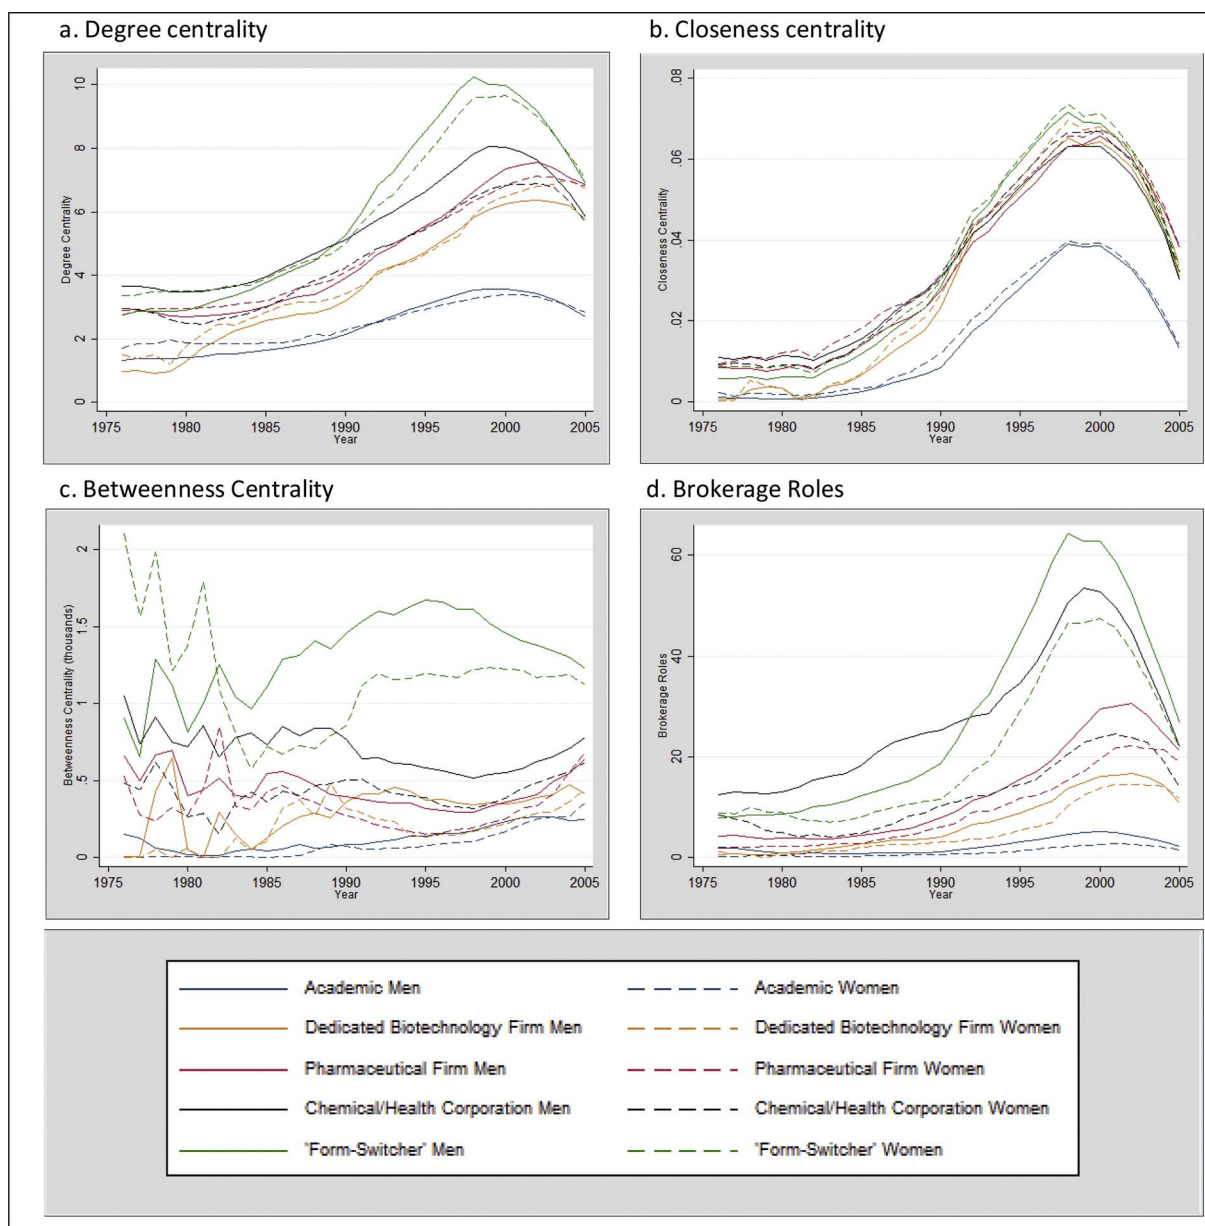 a. Degree centrality
b. Closeness centrality
Degree Centrality
0 2 4 6 8 10
1975 1980 1985 1990 1995 2000 2005
Year
Closeness Centrality
0 .02 .04 .06 .08
1975 1980 1985 1990 1995 2000 2005
Year
c. Betweenness Centrality
d. Brokerage Roles
Betweenness Centrality (thousands)
0 .5 1 1.5 2
1975 1980 1985 1990 1995 2000 2005
Year
Brokerage Roles
0 20 40 60
1975 1980 1985 1990 1995 2000 2005
Year
Academic Men
Academic Women
Dedicated Biotechnology Firm Men
Dedicated Biotechnology Firm Women
Pharmaceutical Firm Men
Pharmaceutical Firm Women
Chemical/Health Corporation Men
Chemical/Health Corporation Women
"Form-Switcher" Men
"Form-Switcher" Women